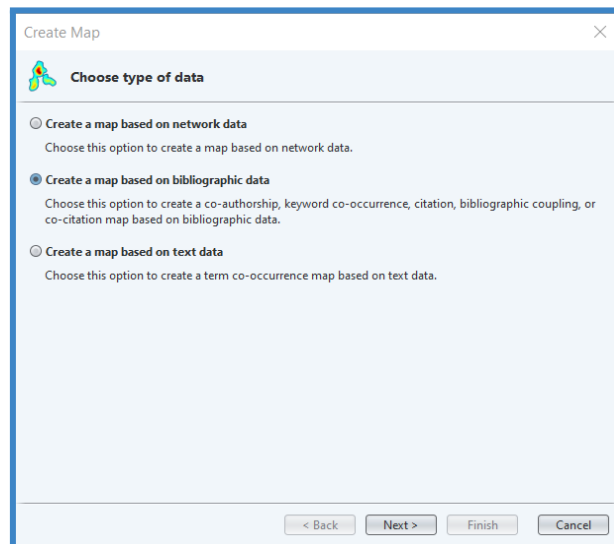 Create Map
Choose type of data
Create a map based on network data
Choose this option to create a map based on network data.
Create a map based on bibliographic data
Choose this option to create a co-authorship, keyword co-occurrence, citation, bibliographic coupling, or
co-citation map based on bibliographic data.
Create a map based on text data
Choose this option to create a term co-occurrence map based on text data.
< Back Next > Finish Cancel